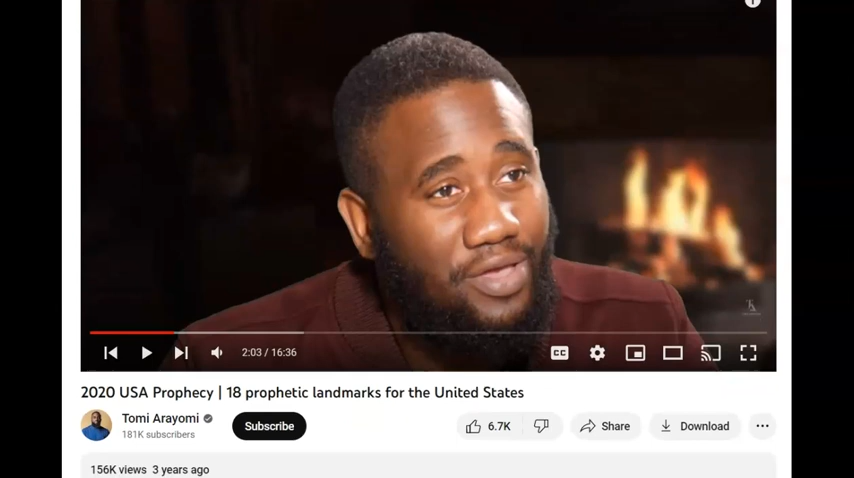 2:03 / 16:36
CC
2020 USA Prophecy | 18 prophetic landmarks for the United States
Tomi Arayomi
181K subscribers
Subscribe
6.7K
Share
Download
156K views 3 years ago